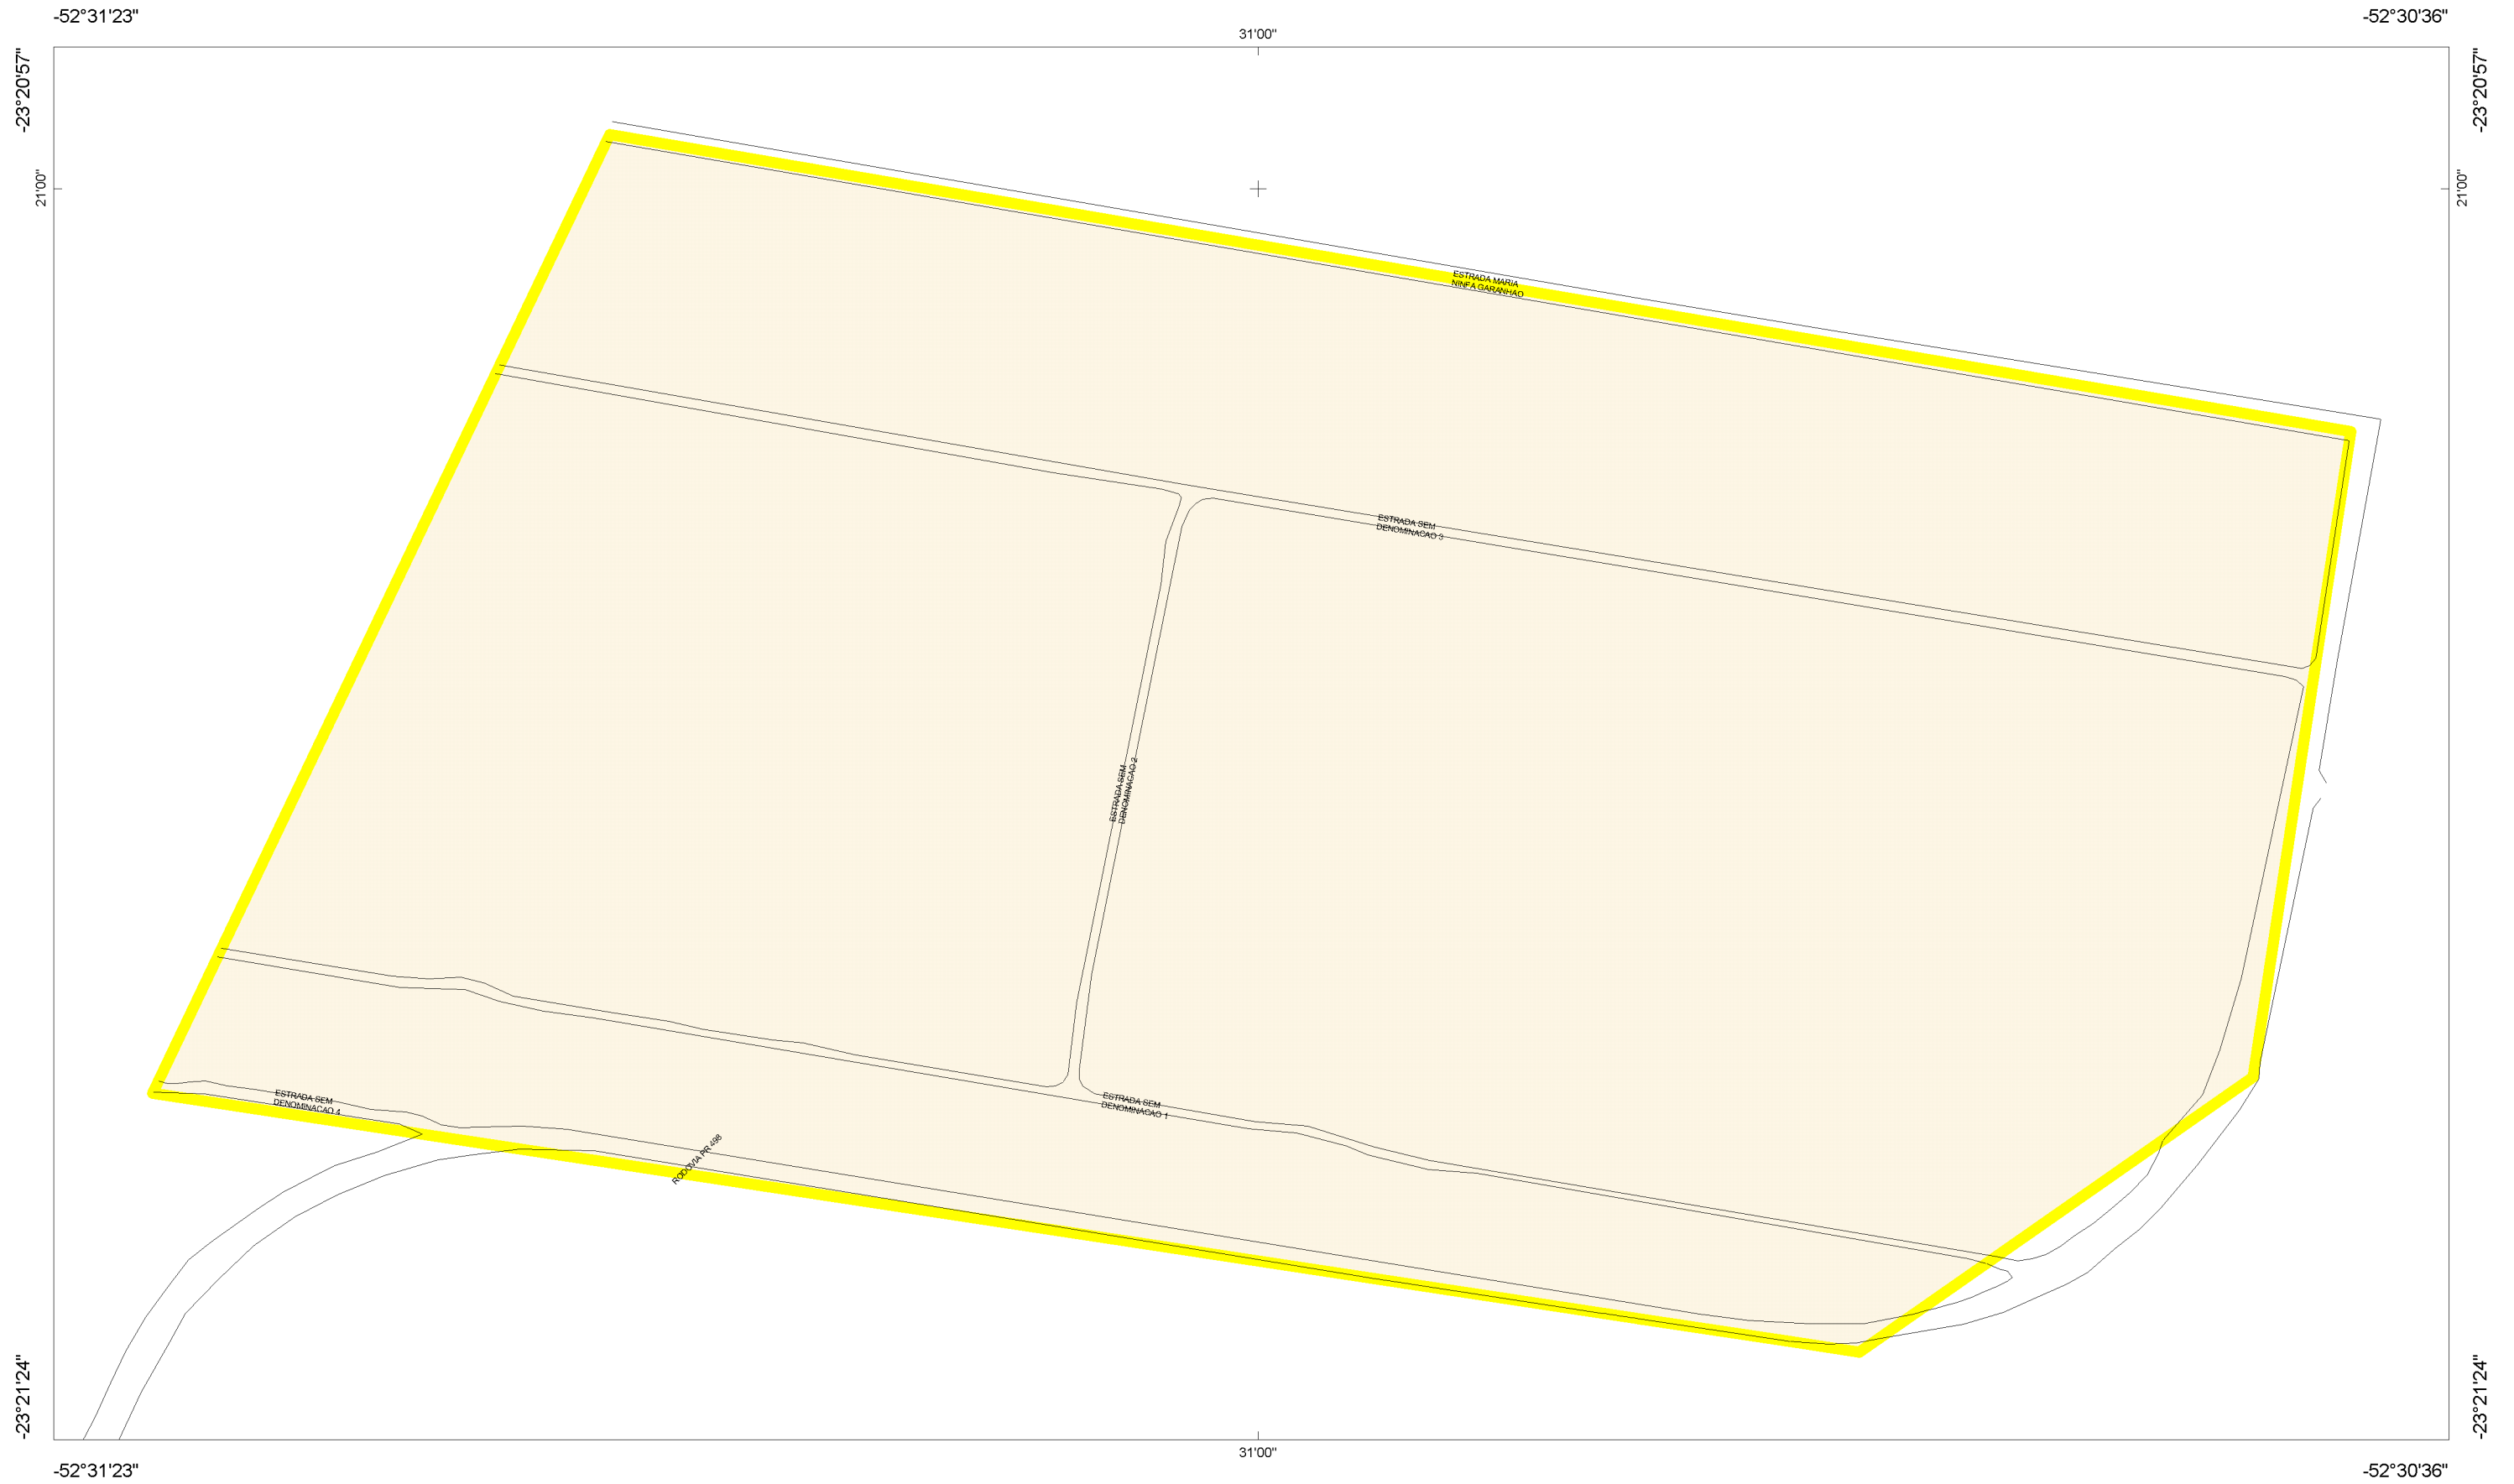 -52°31'23"
-52°30'36"
31'00"
-23°20'57"
-23°20'57"
21'00"
21'00"
ESTRADA MARIA
NINFA GARANHAO
ESTRADA SEM
DENOMINACAO 3
ESTRADA SEM
DENOMINACAO 2
ESTRADA SEM
DENOMINACAO 4
ESTRADA SEM
DENOMINACAO 1
RODOVIA PR 498
-23°21'24"
-23°21'24"
31'00"
-52°31'23"
-52°30'36"